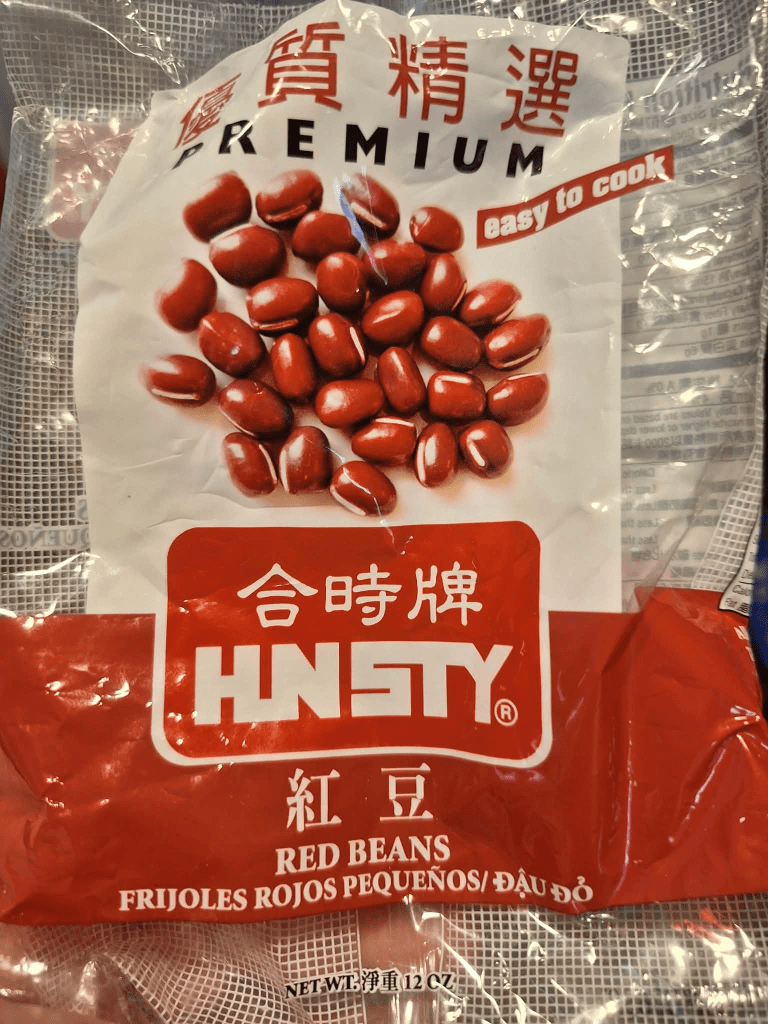 優質精選
PREMIUM
easy to cook
合時牌
HNSTY®
紅豆
RED BEANS
FRIJOLES ROJOS PEQUEÑOS/ ĐẬU ĐỎ
NET.WT. 淨重 12 OZ